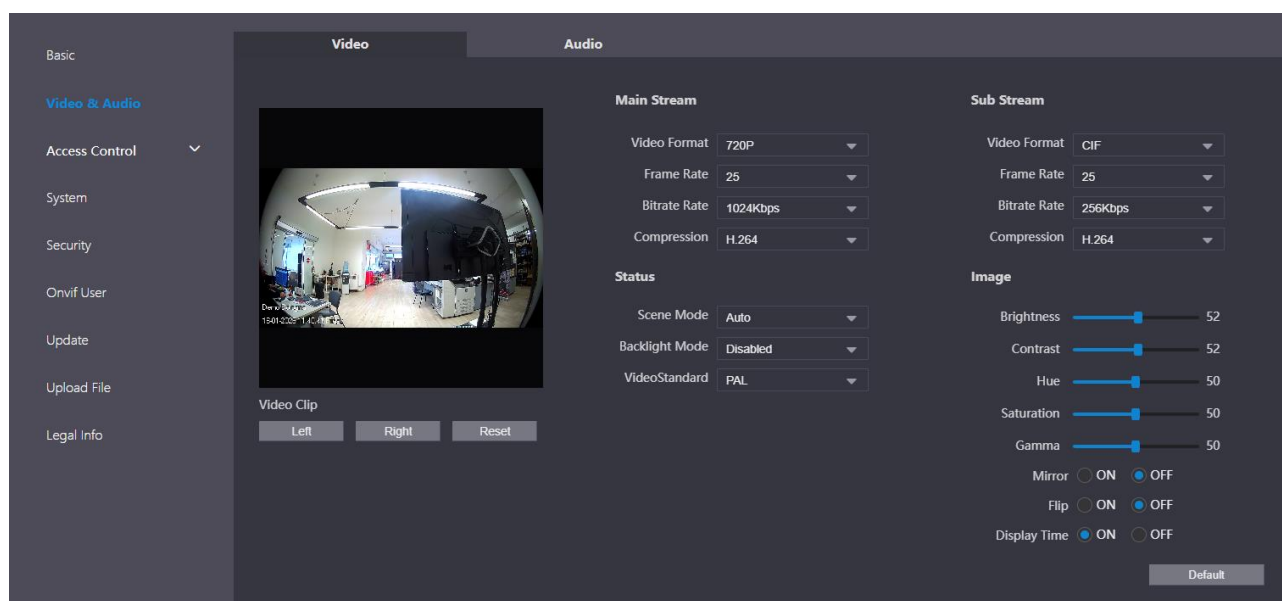 Basic
Video & Audio
Access Control
System
Security
Onvif User
Update
Upload File
Legal Info
Video
Audio
Video Clip
Left
Right
Reset
Main Stream
Video Format 720P
Frame Rate 25
Bitrate Rate 1024Kbps
Compression H.264
Status
Scene Mode Auto
Backlight Mode Disabled
VideoStandard PAL
Sub Stream
Video Format CIF
Frame Rate 25
Bitrate Rate 256Kbps
Compression H.264
Image
Brightness 52
Contrast 52
Hue 50
Saturation 50
Gamma 50
Mirror ON OFF
Flip ON OFF
Display Time ON OFF
Default